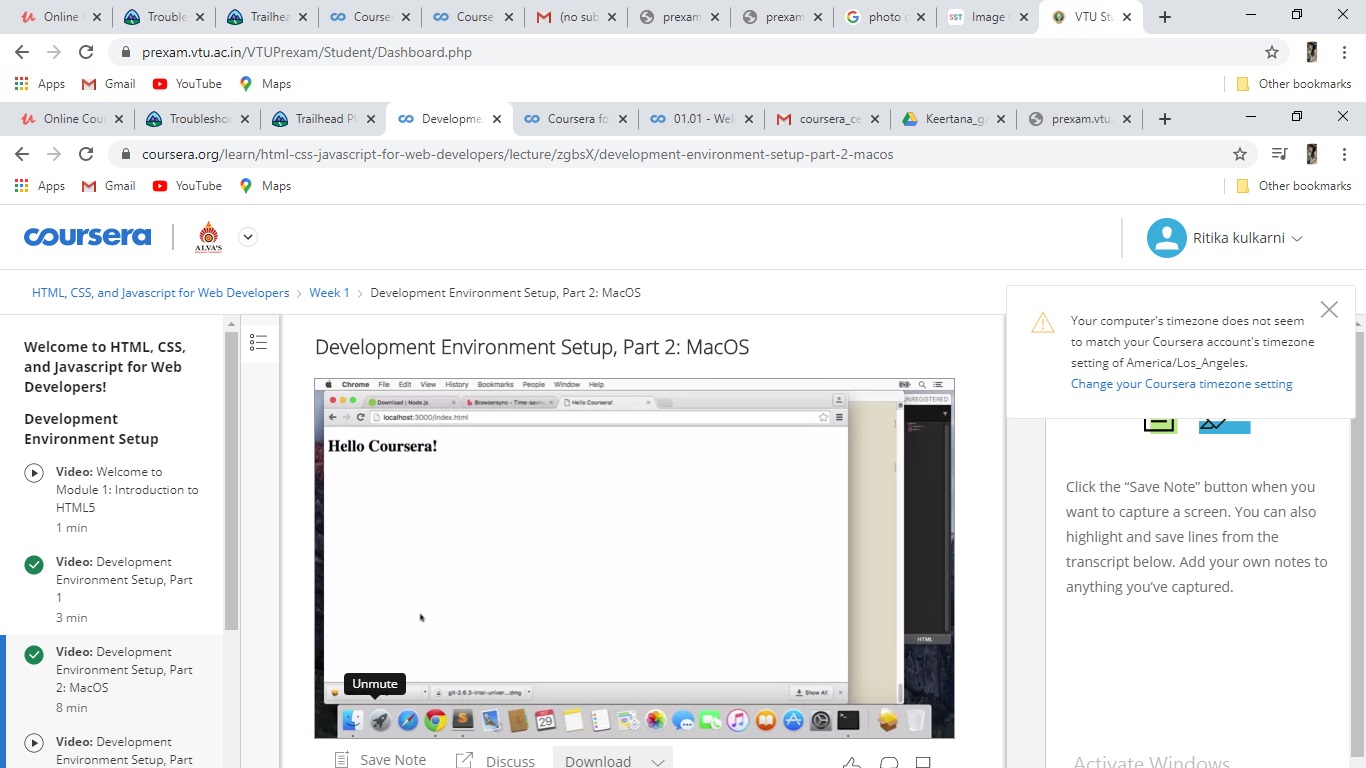 Online
Trouble
Trailhea
Course
Course
(no sub
prexam
prexam
photo
Image
VTU St
prexam.vtu.ac.in/VTUPrexam/Student/Dashboard.php
Apps
Gmail
YouTube
Maps
Other bookmarks
Online Cou
Troublesho
Trailhead Pl
Developme
Coursera fo
01.01 - Wel
coursera_ce
Keertana_g
prexam.vtu.
coursera.org/learn/html-css-javascript-for-web-developers/lecture/zgbsX/development-environment-setup-part-2-macos
Apps
Gmail
YouTube
Maps
Other bookmarks
coursera
ALVA'S
Ritika kulkarni
HTML, CSS, and Javascript for Web Developers > Week 1 > Development Environment Setup, Part 2: MacOS
Your computer's timezone does not seem
to match your Coursera account's timezone
setting of America/Los_Angeles.
Change your Coursera timezone setting
Welcome to HTML, CSS,
and Javascript for Web
Developers!
Development
Environment Setup
Video: Welcome to
Module 1: Introduction to
HTML5
1 min
Video: Development
Environment Setup, Part
1
3 min
Video: Development
Environment Setup, Part
2: MacOS
8 min
Video: Development
Environment Setup, Part
Development Environment Setup, Part 2: MacOS
Chrome File Edit View History Bookmarks People Window Help
Download | Node.js
Browsersync - Time-saving
Hello Coursera!
UNREGISTERED
localhost:3000/index.html
Hello Coursera!
HTML
Unmute
git-2.6.3-intel-univer....dmg
Show All
29
Save Note
Discuss
Download
Click the “Save Note” button when you
want to capture a screen. You can also
highlight and save lines from the
transcript below. Add your own notes to
anything you’ve captured.
Activate Windows